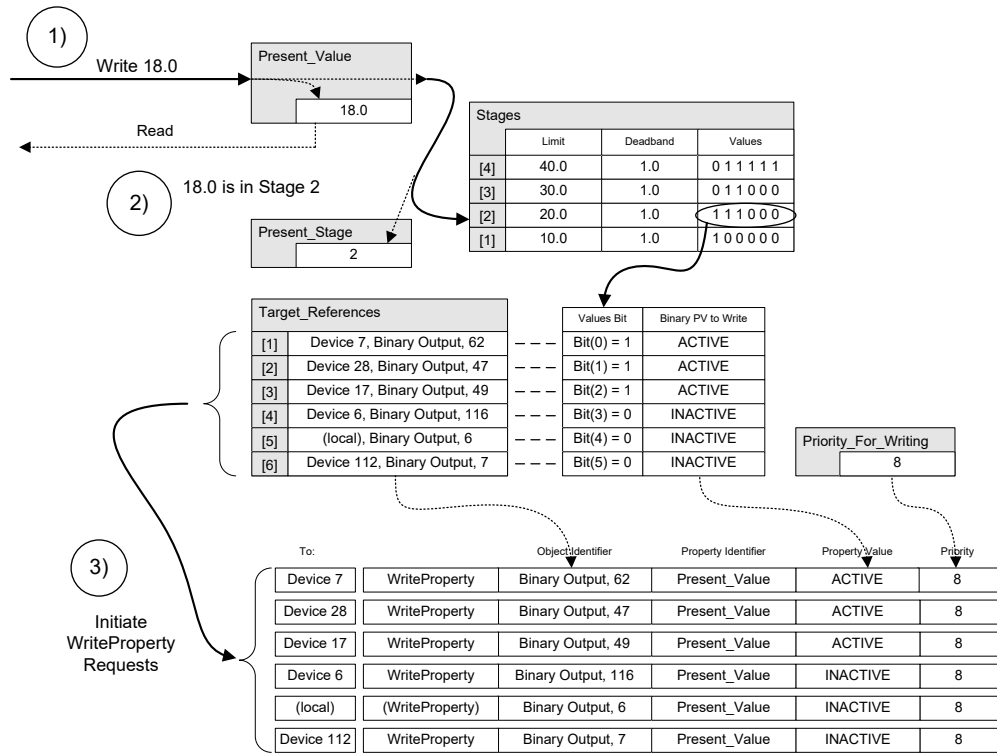 1)
Write 18.0
Present_Value
18.0
Read
2)
18.0 is in Stage 2
Present_Stage
2
Stages
Limit Deadband Values
[4] 40.0 1.0 0 1 1 1 1 1
[3] 30.0 1.0 0 1 1 0 0 0
[2] 20.0 1.0 1 1 1 0 0 0
[1] 10.0 1.0 1 0 0 0 0 0
Target_References
Values Bit Binary PV to Write
[1] Device 7, Binary Output, 62 Bit(0) = 1 ACTIVE
[2] Device 28, Binary Output, 47 Bit(1) = 1 ACTIVE
[3] Device 17, Binary Output, 49 Bit(2) = 1 ACTIVE
[4] Device 6, Binary Output, 116 Bit(3) = 0 INACTIVE
[5] (local), Binary Output, 6 Bit(4) = 0 INACTIVE
[6] Device 112, Binary Output, 7 Bit(5) = 0 INACTIVE
Priority_For_Writing
8
3)
Initiate
WriteProperty
Requests
To: Object Identifier Property Identifier Property Value Priority
Device 7 WriteProperty Binary Output, 62 Present_Value ACTIVE 8
Device 28 WriteProperty Binary Output, 47 Present_Value ACTIVE 8
Device 17 WriteProperty Binary Output, 49 Present_Value ACTIVE 8
Device 6 WriteProperty Binary Output, 116 Present_Value INACTIVE 8
(local) (WriteProperty) Binary Output, 6 Present_Value INACTIVE 8
Device 112 WriteProperty Binary Output, 7 Present_Value INACTIVE 8